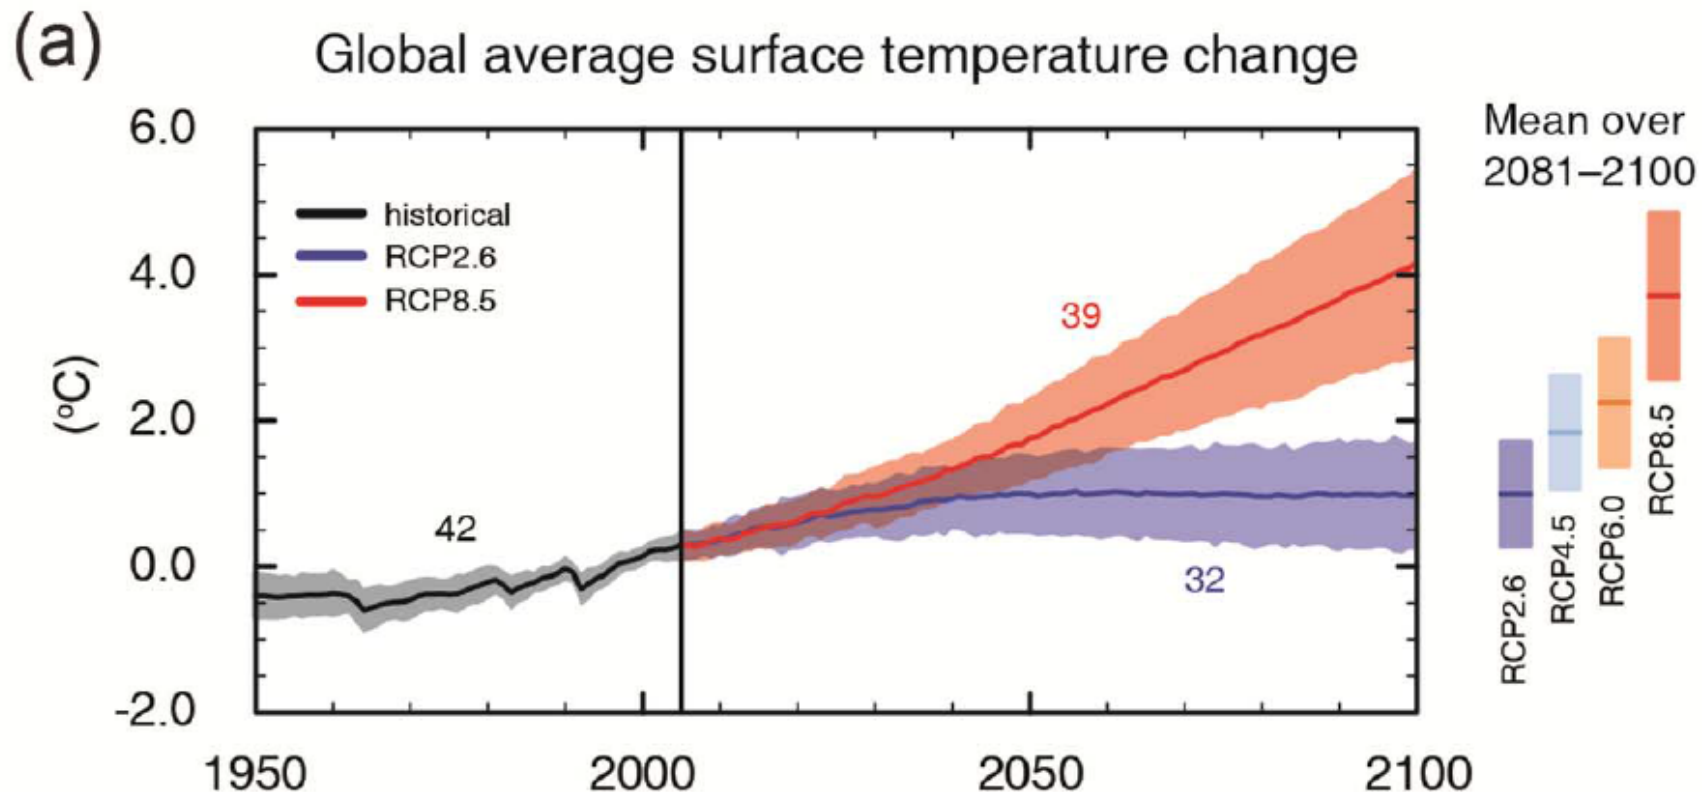 (a)
Global average surface temperature change
6.0
4.0
2.0
0.0
-2.0
(ºC)
historical
RCP2.6
RCP8.5
42
39
32
1950
2000
2050
2100
Mean over
2081–2100
RCP2.6
RCP4.5
RCP6.0
RCP8.5